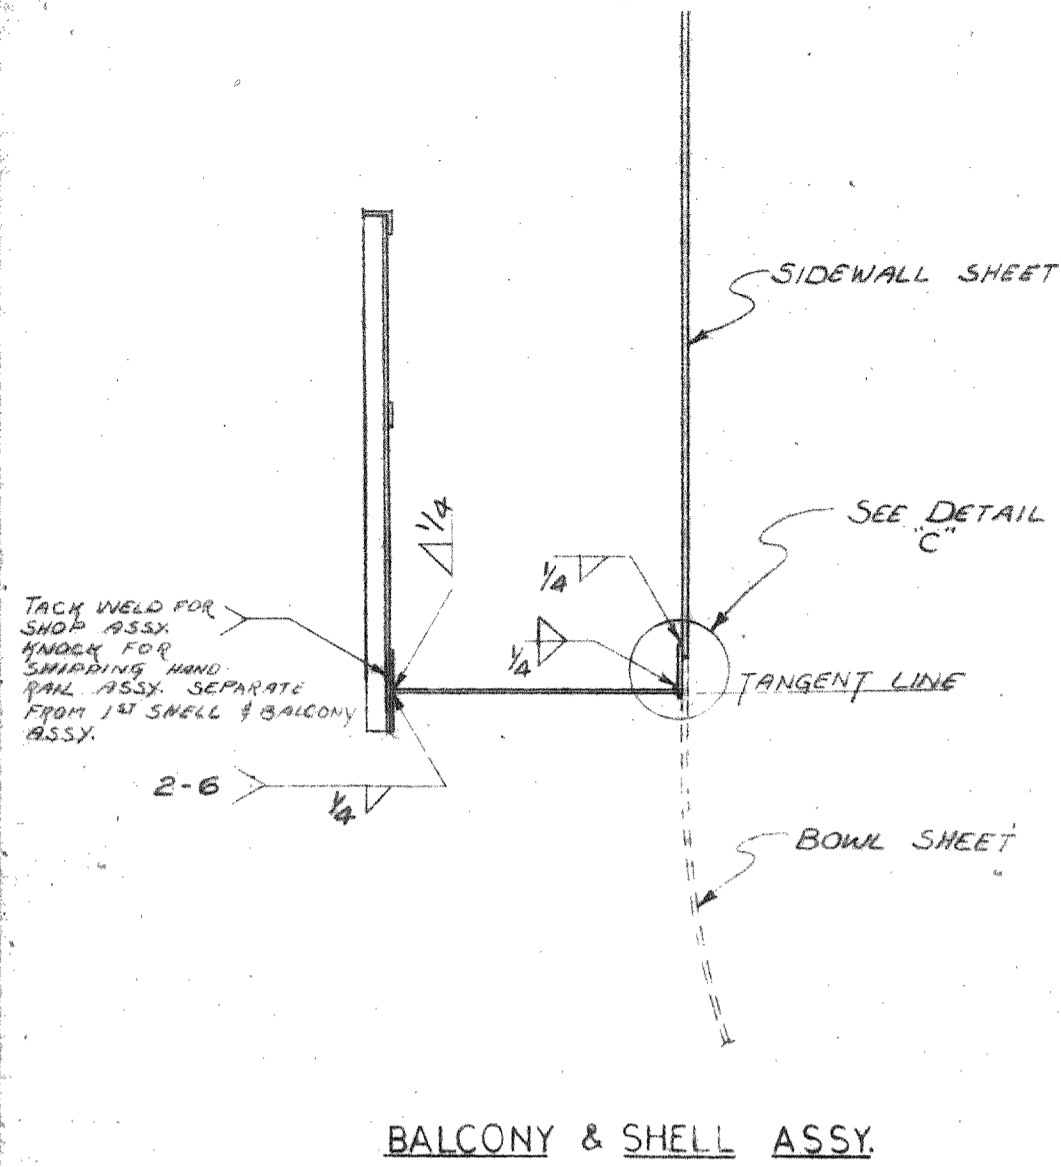 SIDEWALL SHEET
SEE DETAIL
"C"
1/4
1/4
1/4
TACK WELD FOR
SHOP ASSY.
KNOCK FOR
SHIPPING HAND
RAIL ASSY. SEPARATE
FROM 1ST SHELL & BALCONY
ASSY.
TANGENT LINE
2-6
1/4
BOWL SHEET
BALCONY & SHELL ASSY.